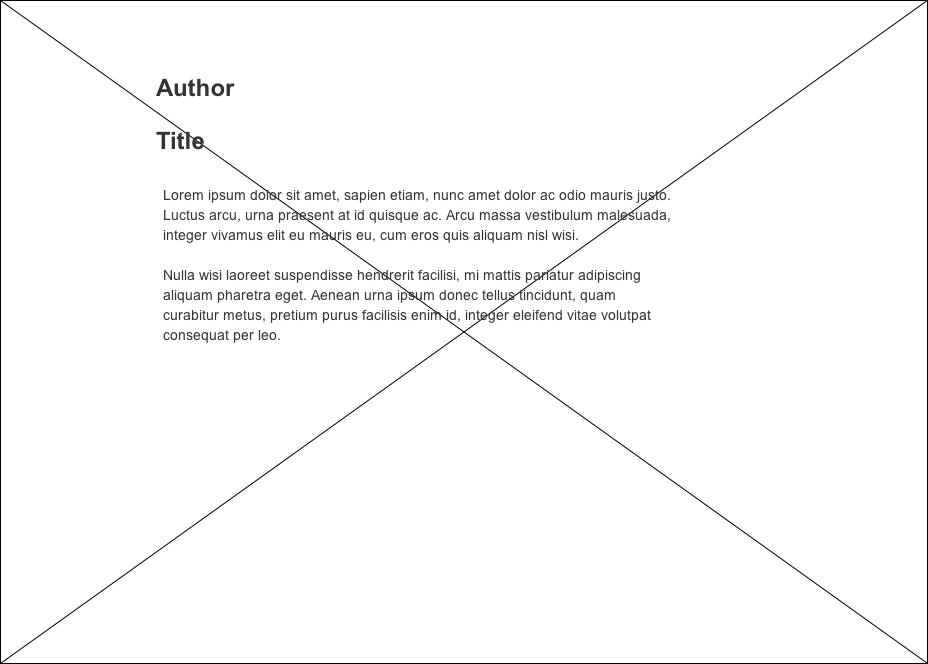 Author
Title
Lorem ipsum dolor sit amet, sapien etiam, nunc amet dolor ac odio mauris justo.
Luctus arcu, urna praesent at id quisque ac. Arcu massa vestibulum malesuada,
integer vivamus elit eu mauris eu, cum eros quis aliquam nisl wisi.
Nulla wisi laoreet suspendisse hendrerit facilisi, mi mattis pariatur adipiscing
aliquam pharetra eget. Aenean urna ipsum donec tellus tincidunt, quam
curabitur metus, pretium purus facilisis enim id, integer eleifend vitae volutpat
consequat per leo.